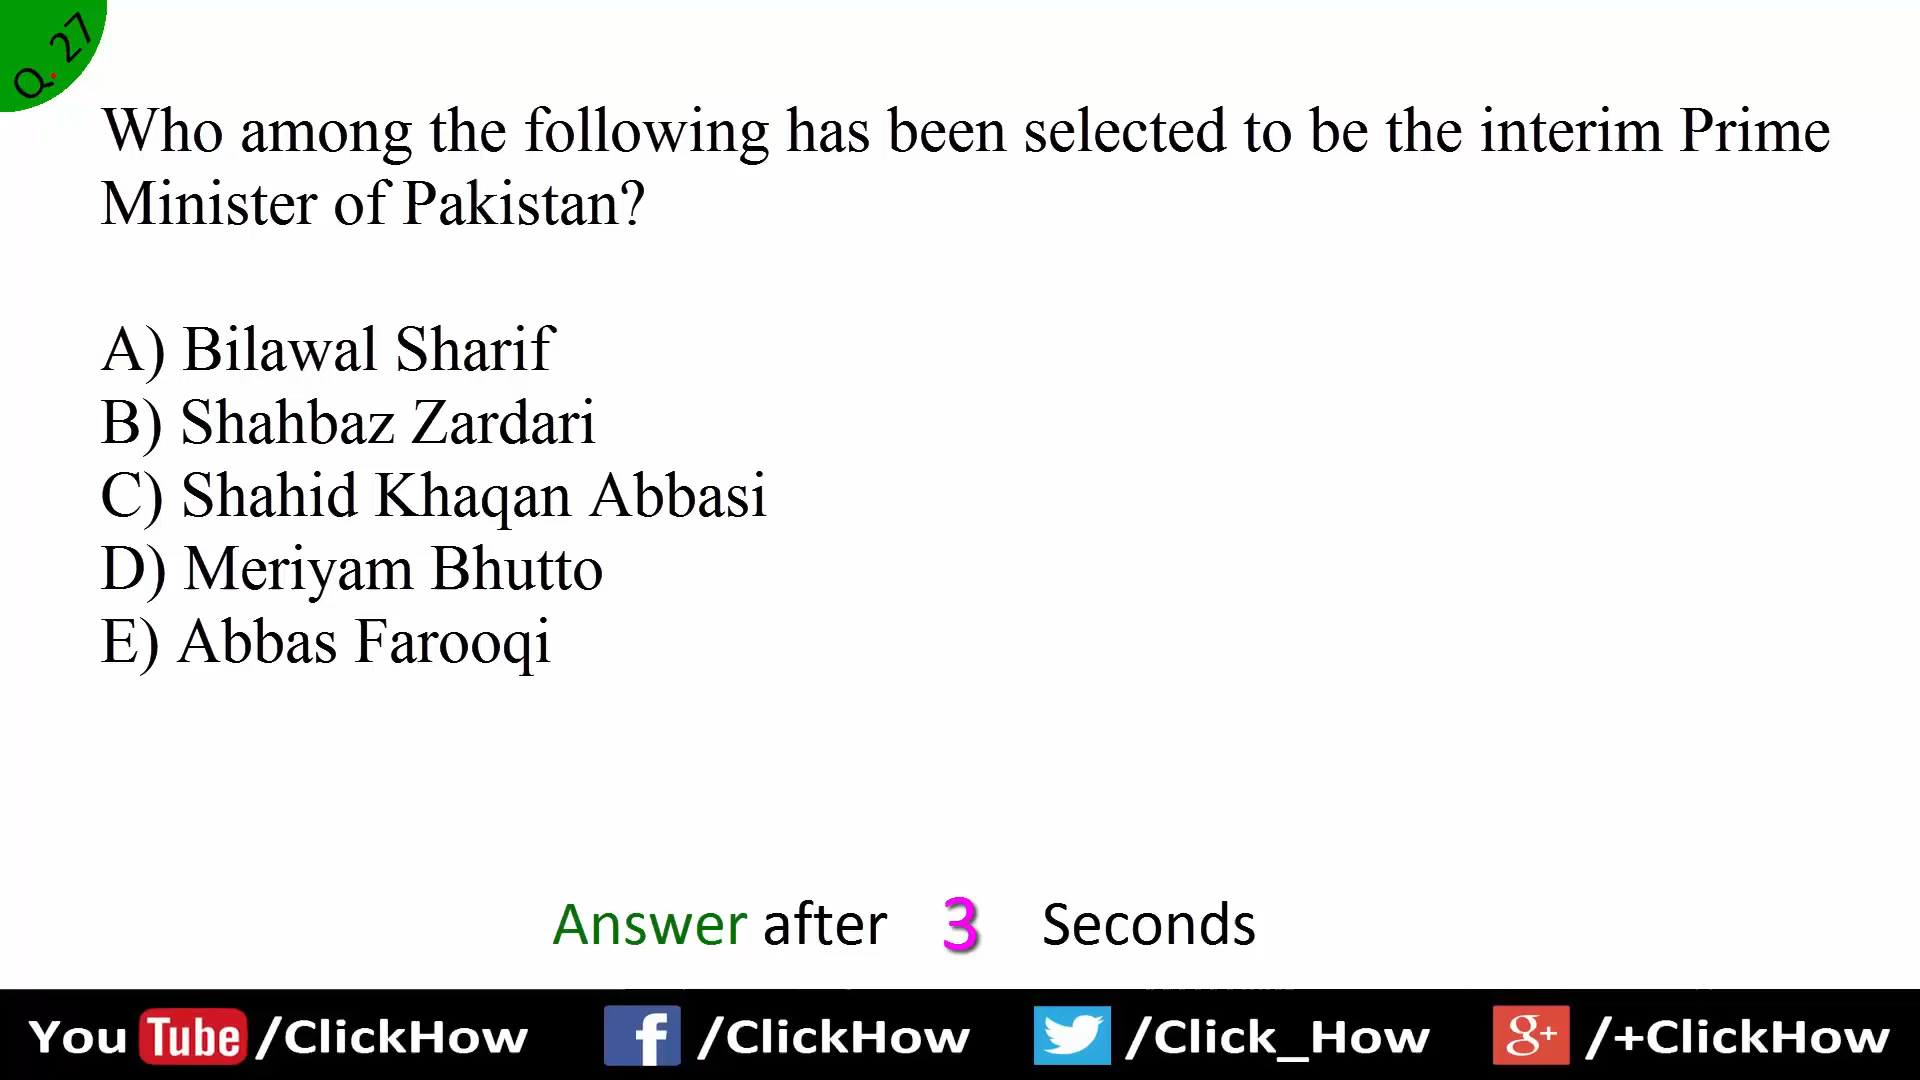 Q. 27
Who among the following has been selected to be the interim Prime
Minister of Pakistan?
A) Bilawal Sharif
B) Shahbaz Zardari
C) Shahid Khaqan Abbasi
D) Meriyam Bhutto
E) Abbas Farooqi
Answer after 3 Seconds
You Tube /ClickHow f /ClickHow /Click_How g+ /+ClickHow